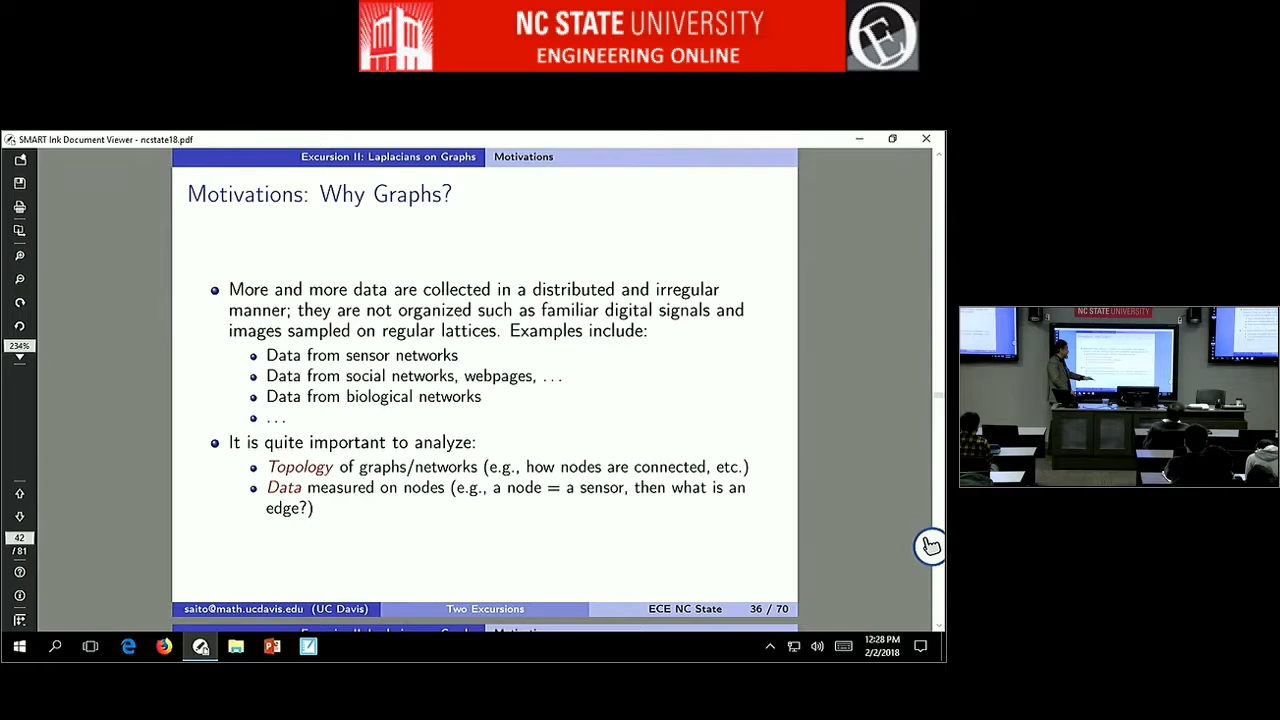 NC STATE UNIVERSITY
ENGINEERING ONLINE
SMART Ink Document Viewer - ncstate18.pdf
Excursion II: Laplacians on Graphs Motivations
Motivations: Why Graphs?
More and more data are collected in a distributed and irregular
manner; they are not organized such as familiar digital signals and
images sampled on regular lattices. Examples include:
Data from sensor networks
Data from social networks, webpages, ...
Data from biological networks
...
It is quite important to analyze:
Topology of graphs/networks (e.g., how nodes are connected, etc.)
Data measured on nodes (e.g., a node = a sensor, then what is an
edge?)
saito@math.ucdavis.edu (UC Davis) Two Excursions ECE NC State 36 / 70
234%
42
/ 81
12:28 PM
2/2/2018
NC STATE UNIVERSITY